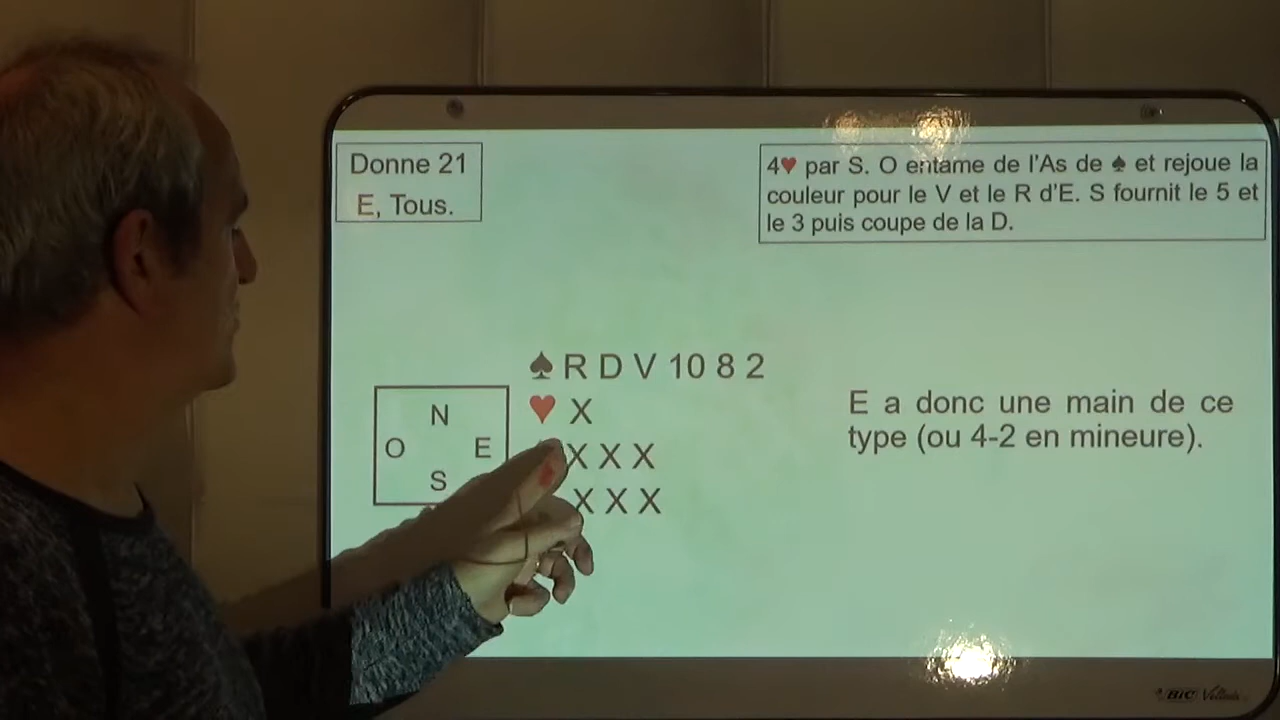 Donne 21
E, Tous.
4♥ par S. O entame de l'As de ♠ et rejoue la
couleur pour le V et le R d'E. S fournit le 5 et
le 3 puis coupe de la D.
♠ R D V 10 8 2
♥ X
X X X
X X X
N
O E
S
E a donc une main de ce
type (ou 4-2 en mineure).
BIC Velleda